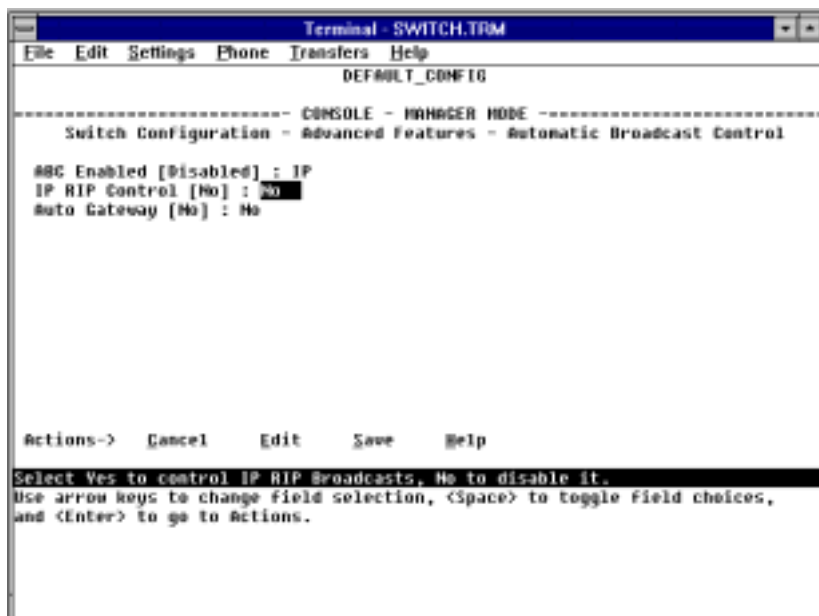 Terminal - SWITCH.TRM
File Edit Settings Phone Transfers Help
DEFAULT_CONFIG
---------------------------- CONSOLE - MANAGER MODE ----------------------------
Switch Configuration - Advanced Features - Automatic Broadcast Control
ABC Enabled [Disabled] : IP
IP RIP Control [No] : No
Auto Gateway [No] : No
Actions-> Cancel Edit Save Help
Select Yes to control IP RIP Broadcasts, No to disable it.
Use arrow keys to change field selection, <Space> to toggle field choices,
and <Enter> to go to Actions.